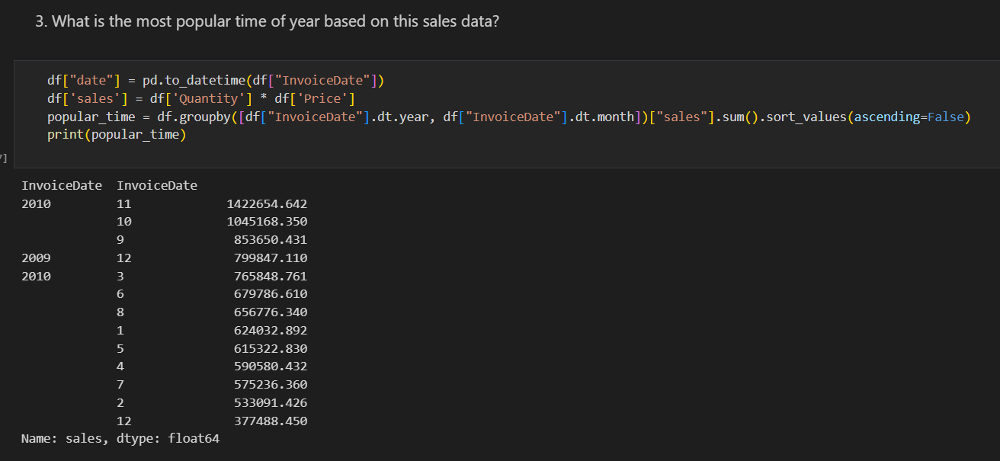 3. What is the most popular time of year based on this sales data?
df["date"] = pd.to_datetime(df["InvoiceDate"])
df['sales'] = df['Quantity'] * df['Price']
popular_time = df.groupby([df["InvoiceDate"].dt.year, df["InvoiceDate"].dt.month])["sales"].sum().sort_values(ascending=False)
print(popular_time)
7]
InvoiceDate  InvoiceDate
2010         11             1422654.642
             10             1045168.350
             9               853650.431
2009         12              799847.110
2010         3               765848.761
             6               679786.610
             8               656776.340
             1               624032.892
             5               615322.830
             4               590580.432
             7               575236.360
             2               533091.426
             12              377488.450
Name: sales, dtype: float64